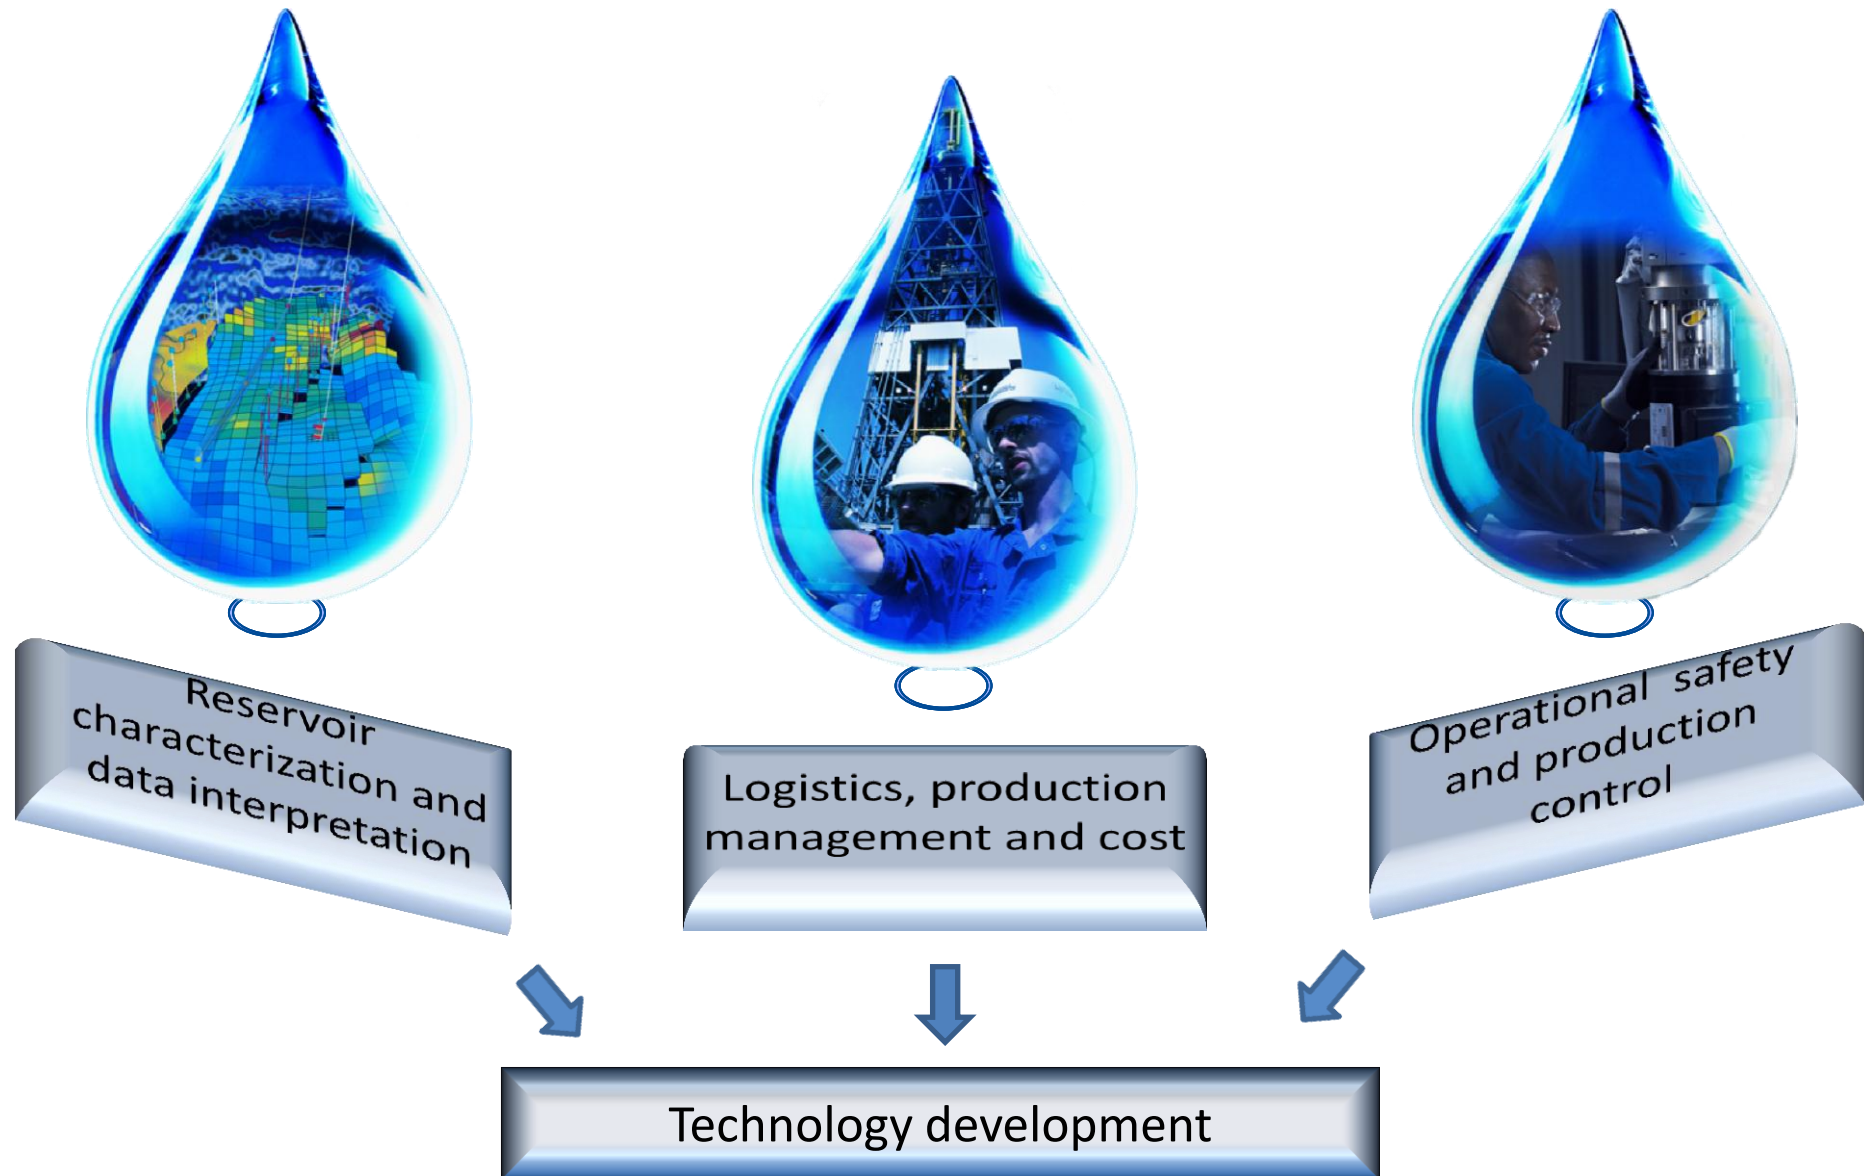 Reservoir
characterization and
data interpretation
Logistics, production
management and cost
Operational safety
and production
control
Technology development